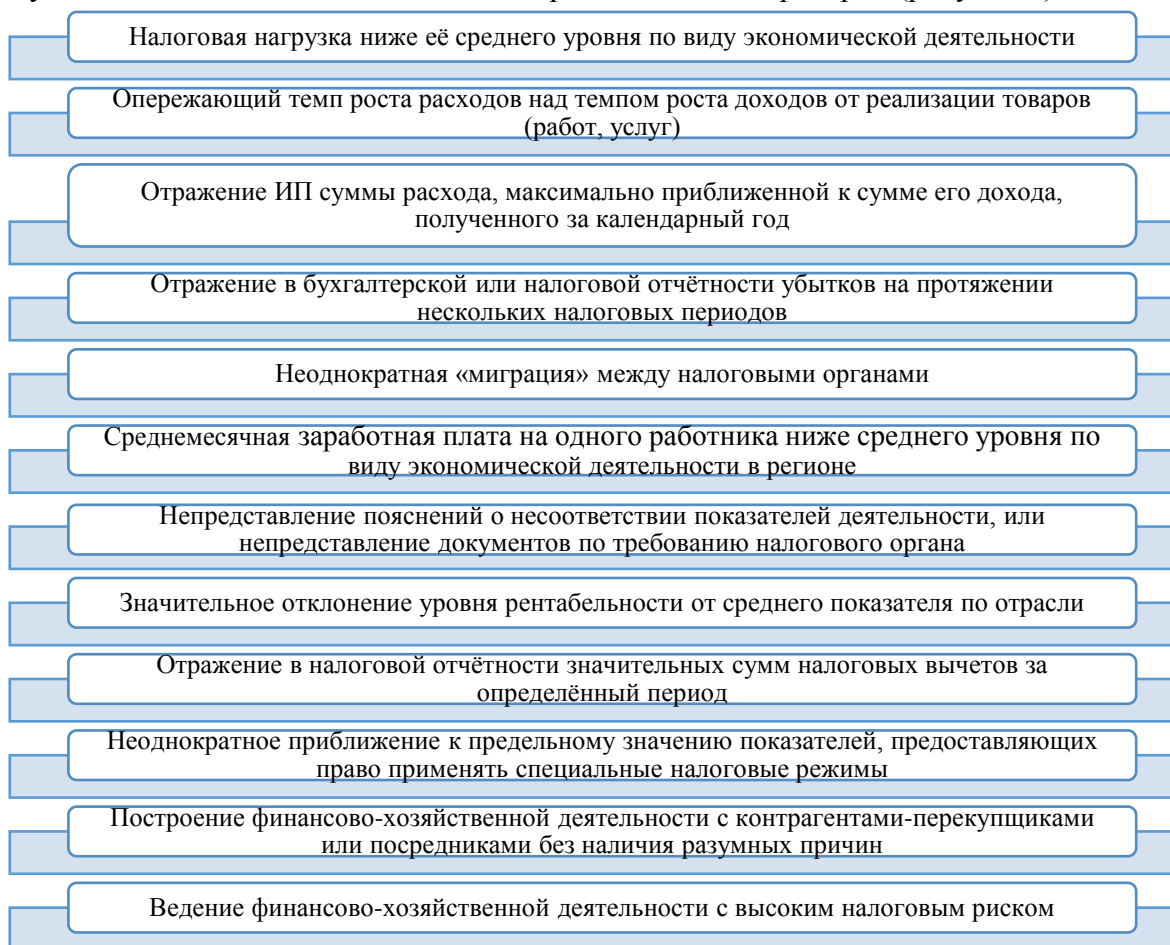 Налоговая нагрузка ниже её среднего уровня по виду экономической деятельности
Опережающий темп роста расходов над темпом роста доходов от реализации товаров
(работ, услуг)
Отражение ИП суммы расхода, максимально приближенной к сумме его дохода,
полученного за календарный год
Отражение в бухгалтерской или налоговой отчётности убытков на протяжении
нескольких налоговых периодов
Неоднократная «миграция» между налоговыми органами
Среднемесячная заработная плата на одного работника ниже среднего уровня по
виду экономической деятельности в регионе
Непредставление пояснений о несоответствии показателей деятельности, или
непредставление документов по требованию налогового органа
Значительное отклонение уровня рентабельности от среднего показателя по отрасли
Отражение в налоговой отчётности значительных сумм налоговых вычетов за
определённый период
Неоднократное приближение к предельному значению показателей, предоставляющих
право применять специальные налоговые режимы
Построение финансово-хозяйственной деятельности с контрагентами-перекупщиками
или посредниками без наличия разумных причин
Ведение финансово-хозяйственной деятельности с высоким налоговым риском